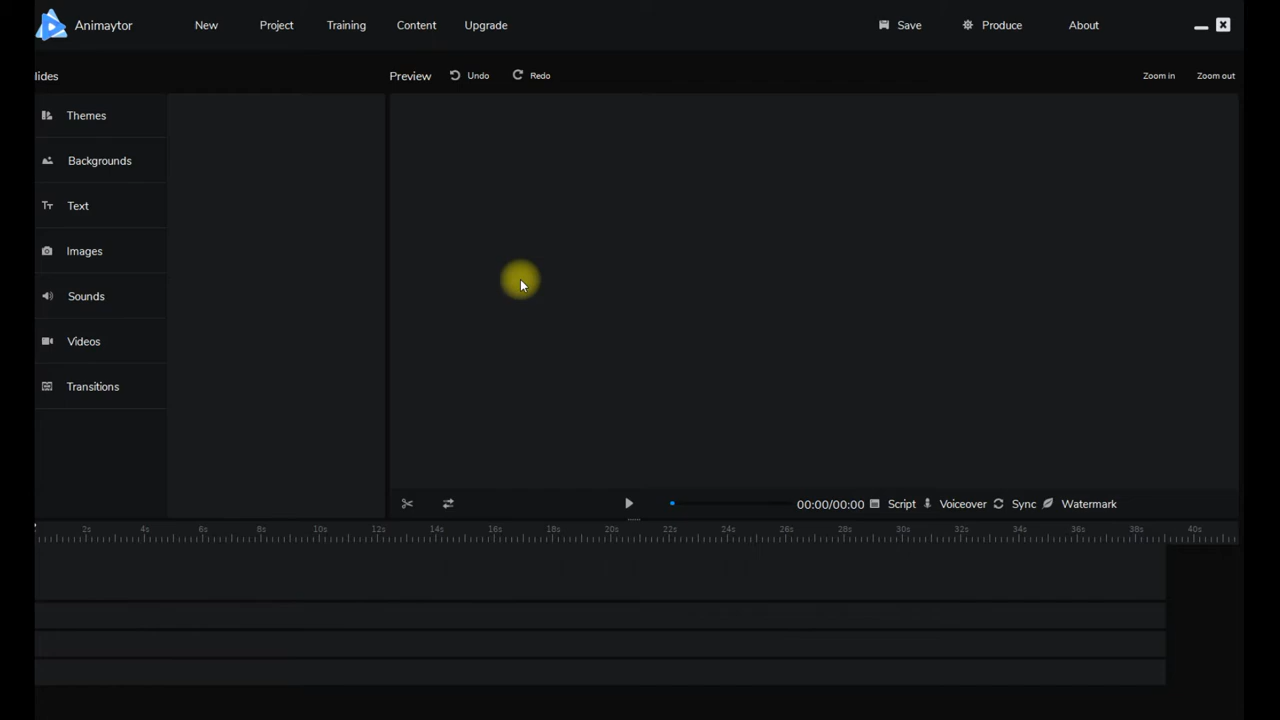 Animaytor New Project Training Content Upgrade Save Produce About
lides Preview Undo Redo Zoom in Zoom out
Themes
Backgrounds
Tт Text
Images
Sounds
Videos
Transitions
00:00/00:00 Script Voiceover Sync Watermark
2s 4s 6s 8s 10s 12s 14s 16s 18s 20s 22s 24s 26s 28s 30s 32s 34s 36s 38s 40s